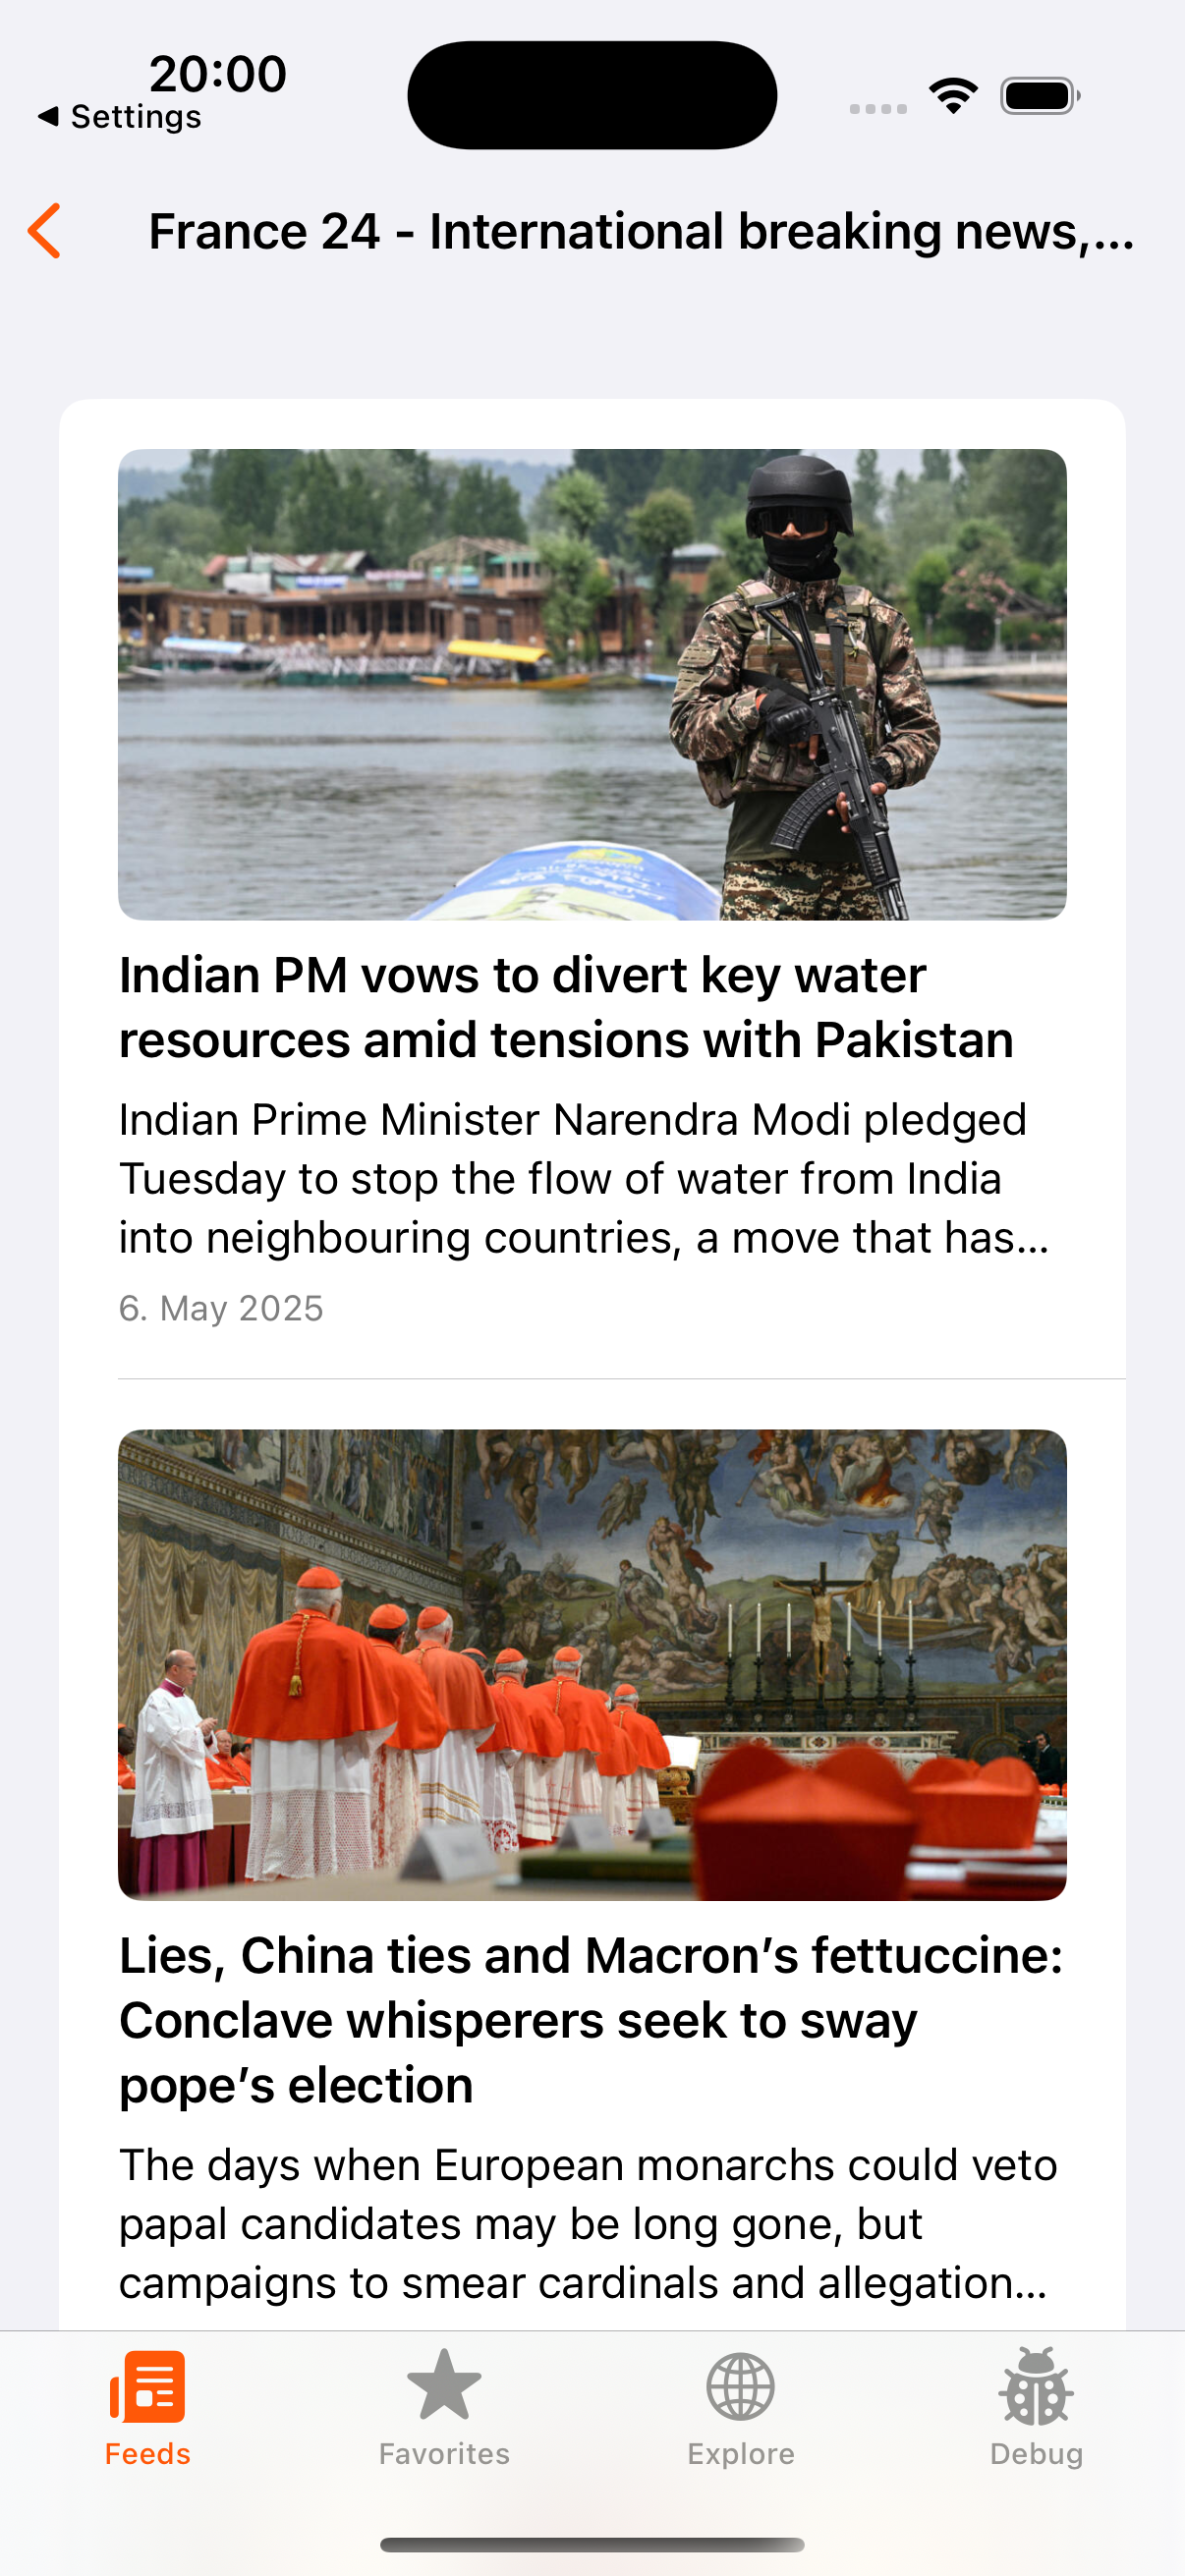 20:00
◀ Settings
France 24 - International breaking news,...
Indian PM vows to divert key water
resources amid tensions with Pakistan
Indian Prime Minister Narendra Modi pledged
Tuesday to stop the flow of water from India
into neighbouring countries, a move that has...
6. May 2025
Lies, China ties and Macron’s fettuccine:
Conclave whisperers seek to sway
pope’s election
The days when European monarchs could veto
papal candidates may be long gone, but
campaigns to smear cardinals and allegation...
Feeds
Favorites
Explore
Debug